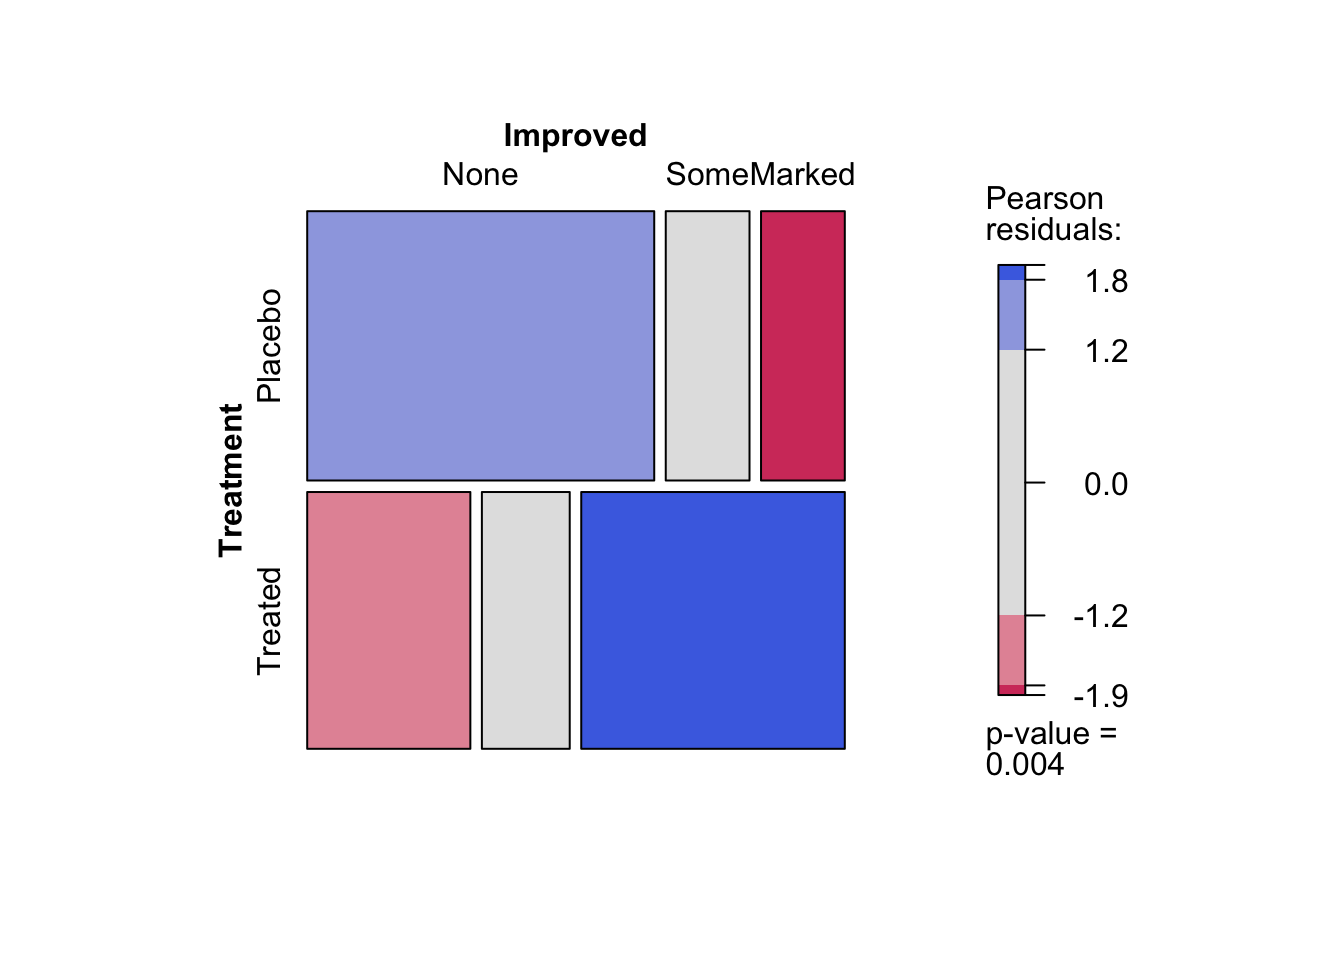 Improved
None SomeMarked
Treatment
Placebo
Treated
Pearson
residuals:
1.8
1.2
0.0
-1.2
-1.9
p-value =
0.004